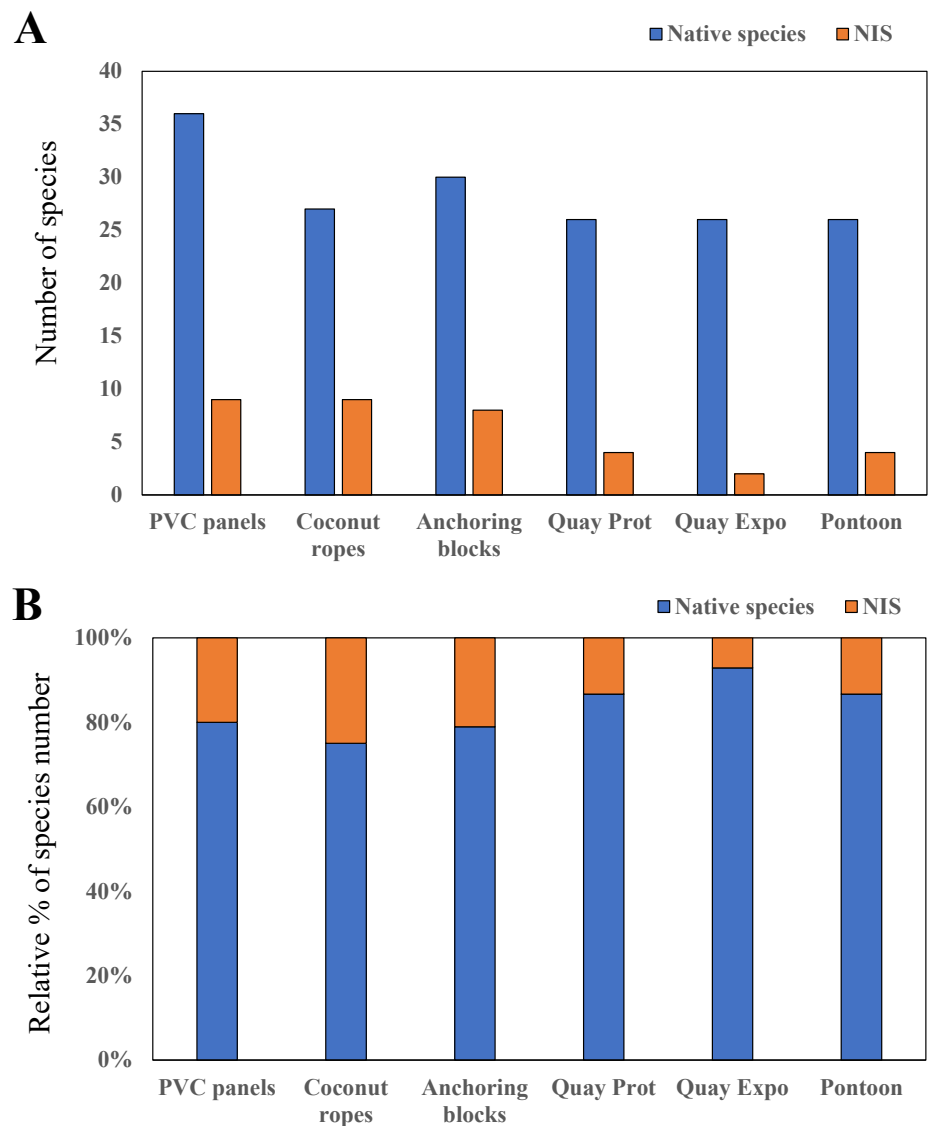 A
Native species NIS
Number of species
40
35
30
25
20
15
10
5
0
PVC panels Coconut Anchoring Quay Prot Quay Expo Pontoon
ropes blocks
B
Native species NIS
Relative % of species number
100%
80%
60%
40%
20%
0%
PVC panels Coconut Anchoring Quay Prot Quay Expo Pontoon
ropes blocks